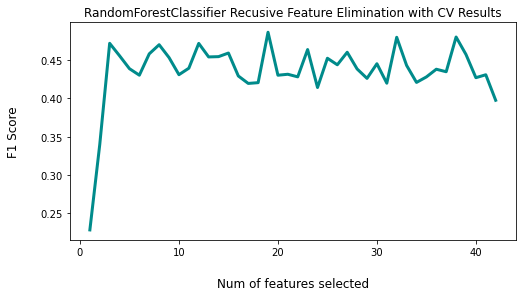 RandomForestClassifier Recusive Feature Elimination with CV Results
F1 Score
0.45
0.40
0.35
0.30
0.25
0 10 20 30 40
Num of features selected